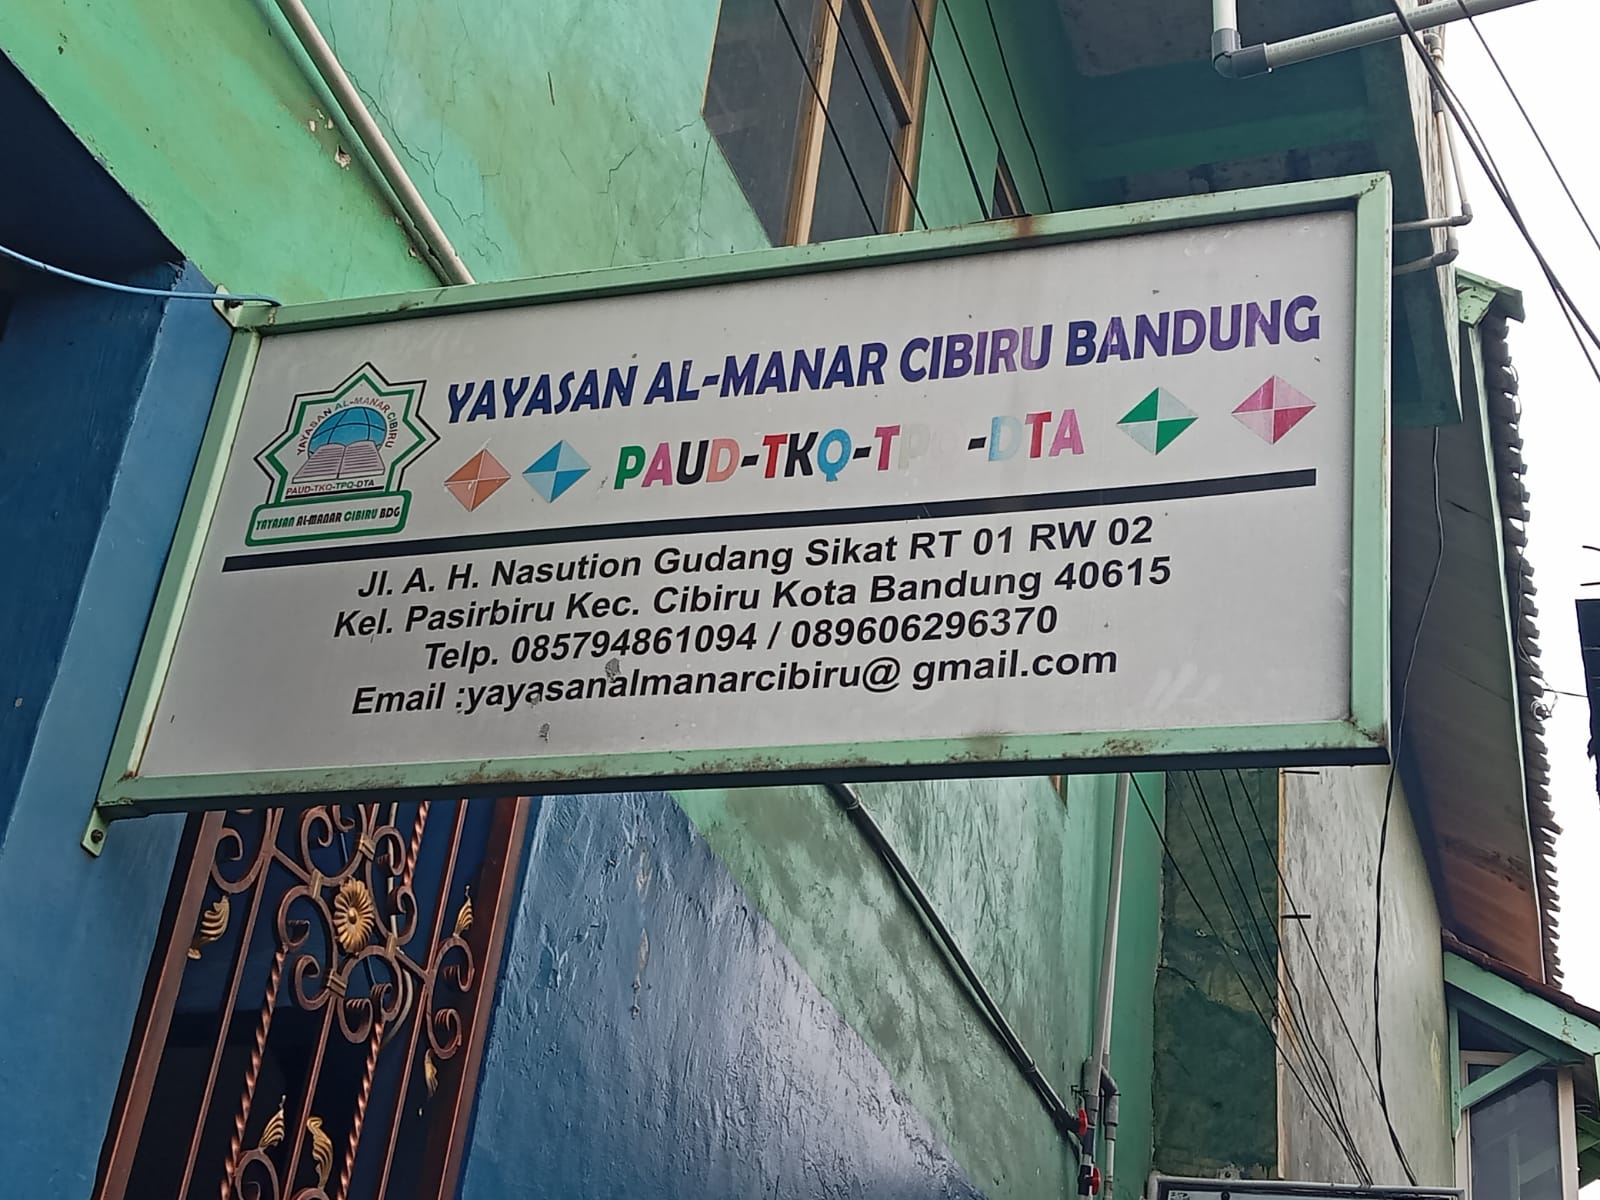 YAYASAN AL-MANAR CIBIRU BANDUNG
PAUD-TKQ-TPQ-DTA
YAYASAN AL-MANAR CIBIRU
PAUD-TKQ-TPQ-DTA
YAYASAN AL-MANAR CIBIRU BDG
Jl. A. H. Nasution Gudang Sikat RT 01 RW 02
Kel. Pasirbiru Kec. Cibiru Kota Bandung 40615
Telp. 085794861094 / 089606296370
Email :yayasanalmanarcibiru@ gmail.com